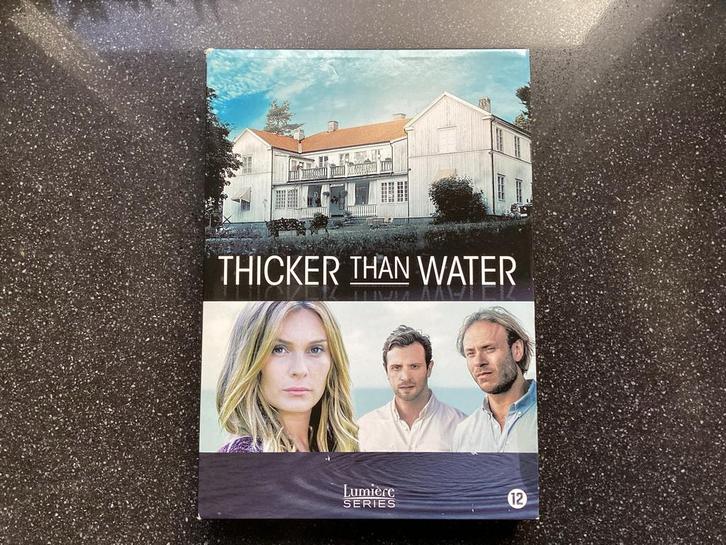 THICKER THAN WATER
Lumière
SERIES
12